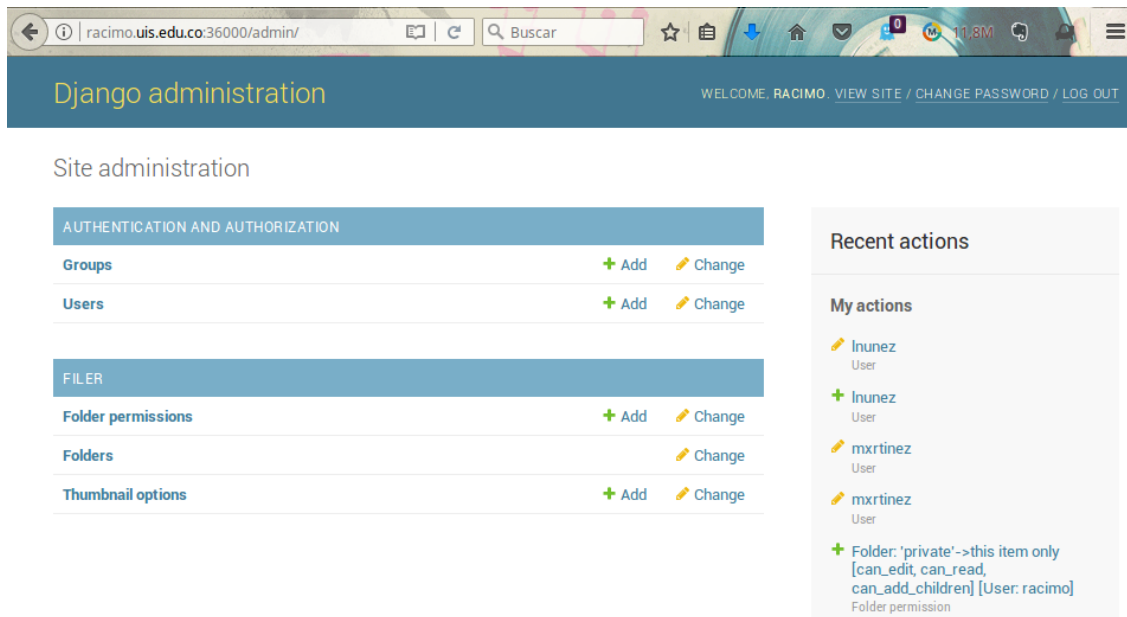 racimo.uis.edu.co:36000/admin/
Buscar
0
11,8M
Django administration
WELCOME, RACIMO. VIEW SITE / CHANGE PASSWORD / LOG OUT
Site administration
AUTHENTICATION AND AUTHORIZATION
Groups Add Change
Users Add Change
FILER
Folder permissions Add Change
Folders Change
Thumbnail options Add Change
Recent actions
My actions
lnunez
User
lnunez
User
mxrtinez
User
mxrtinez
User
Folder: 'private'->this item only
[can_edit, can_read,
can_add_children] [User: racimo]
Folder permission